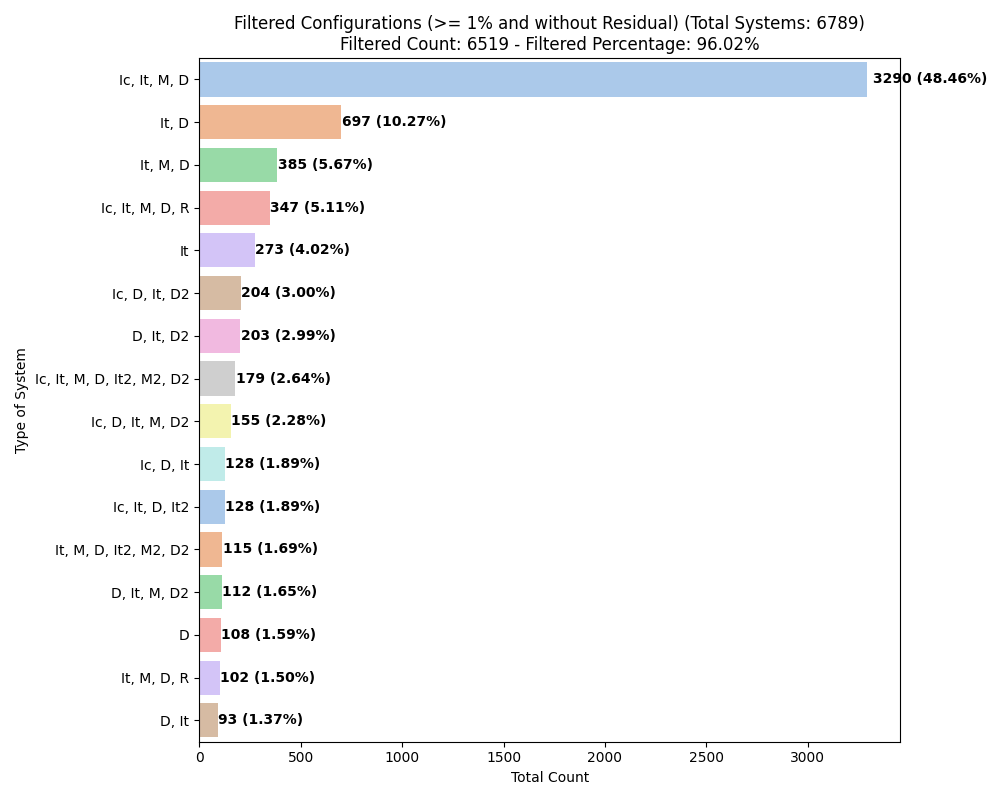 Filtered Configurations (>= 1% and without Residual) (Total Systems: 6789)
Filtered Count: 6519 - Filtered Percentage: 96.02%
Type of System
Ic, It, M, D 3290 (48.46%)
It, D 697 (10.27%)
It, M, D 385 (5.67%)
Ic, It, M, D, R 347 (5.11%)
It 273 (4.02%)
Ic, D, It, D2 204 (3.00%)
D, It, D2 203 (2.99%)
Ic, It, M, D, It2, M2, D2 179 (2.64%)
Ic, D, It, M, D2 155 (2.28%)
Ic, D, It 128 (1.89%)
Ic, It, D, It2 128 (1.89%)
It, M, D, It2, M2, D2 115 (1.69%)
D, It, M, D2 112 (1.65%)
D 108 (1.59%)
It, M, D, R 102 (1.50%)
D, It 93 (1.37%)
0 500 1000 1500 2000 2500 3000
Total Count